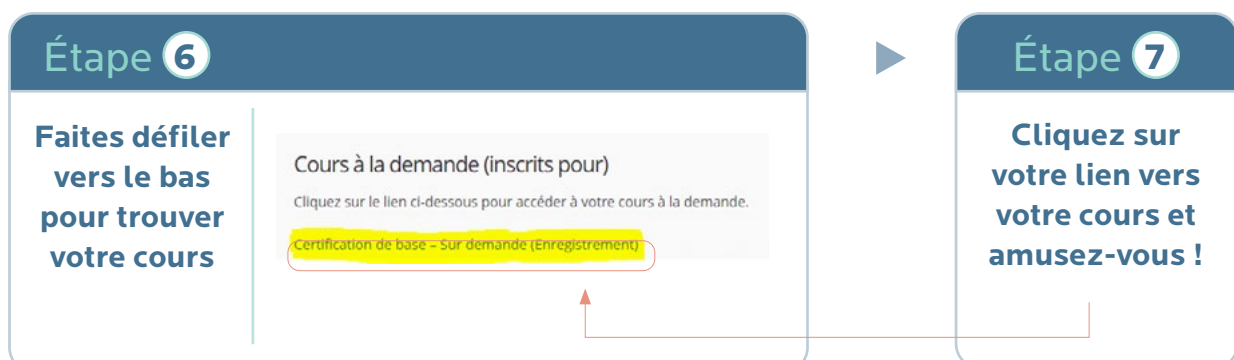 Étape 6
Faites défiler
vers le bas
pour trouver
votre cours
Cours à la demande (inscrits pour)
Cliquez sur le lien ci-dessous pour accéder à votre cours à la demande.
Certification de base – Sur demande (Enregistrement)
Étape 7
Cliquez sur
votre lien vers
votre cours et
amusez-vous !